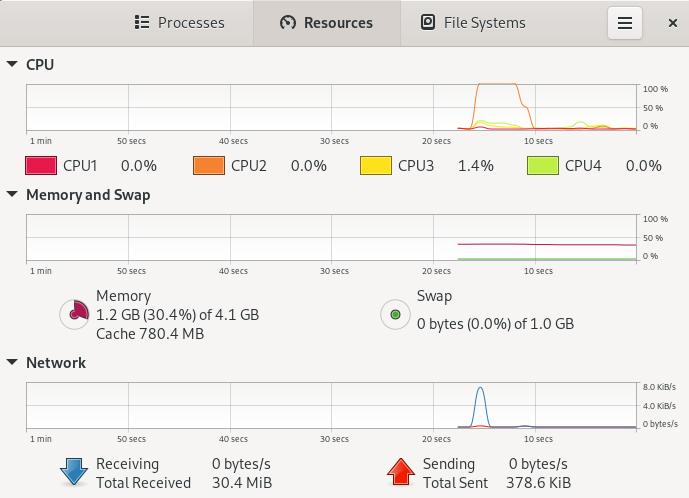 Processes Resources File Systems
CPU
100 %
50 %
0 %
1 min 50 secs 40 secs 30 secs 20 secs 10 secs
CPU1 0.0% CPU2 0.0% CPU3 1.4% CPU4 0.0%
Memory and Swap
100 %
50 %
0 %
1 min 50 secs 40 secs 30 secs 20 secs 10 secs
Memory
1.2 GB (30.4%) of 4.1 GB
Cache 780.4 MB
Swap
0 bytes (0.0%) of 1.0 GB
Network
8.0 KiB/s
4.0 KiB/s
0 bytes/s
1 min 50 secs 40 secs 30 secs 20 secs 10 secs
Receiving 0 bytes/s
Total Received 30.4 MiB
Sending 0 bytes/s
Total Sent 378.6 KiB